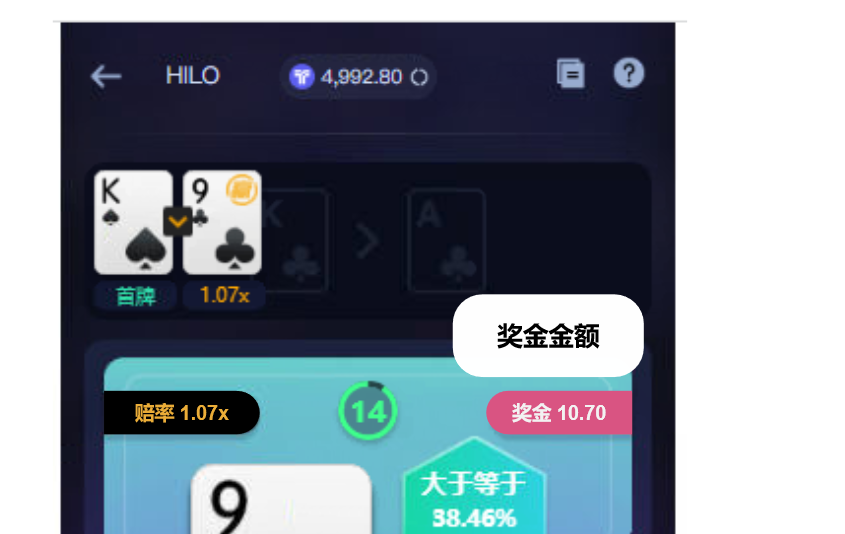 HILO
4,992.80
?
K
9
K
A
首牌
1.07x
奖金金额
赔率 1.07x
14
奖金 10.70
大于等于
9
38.46%